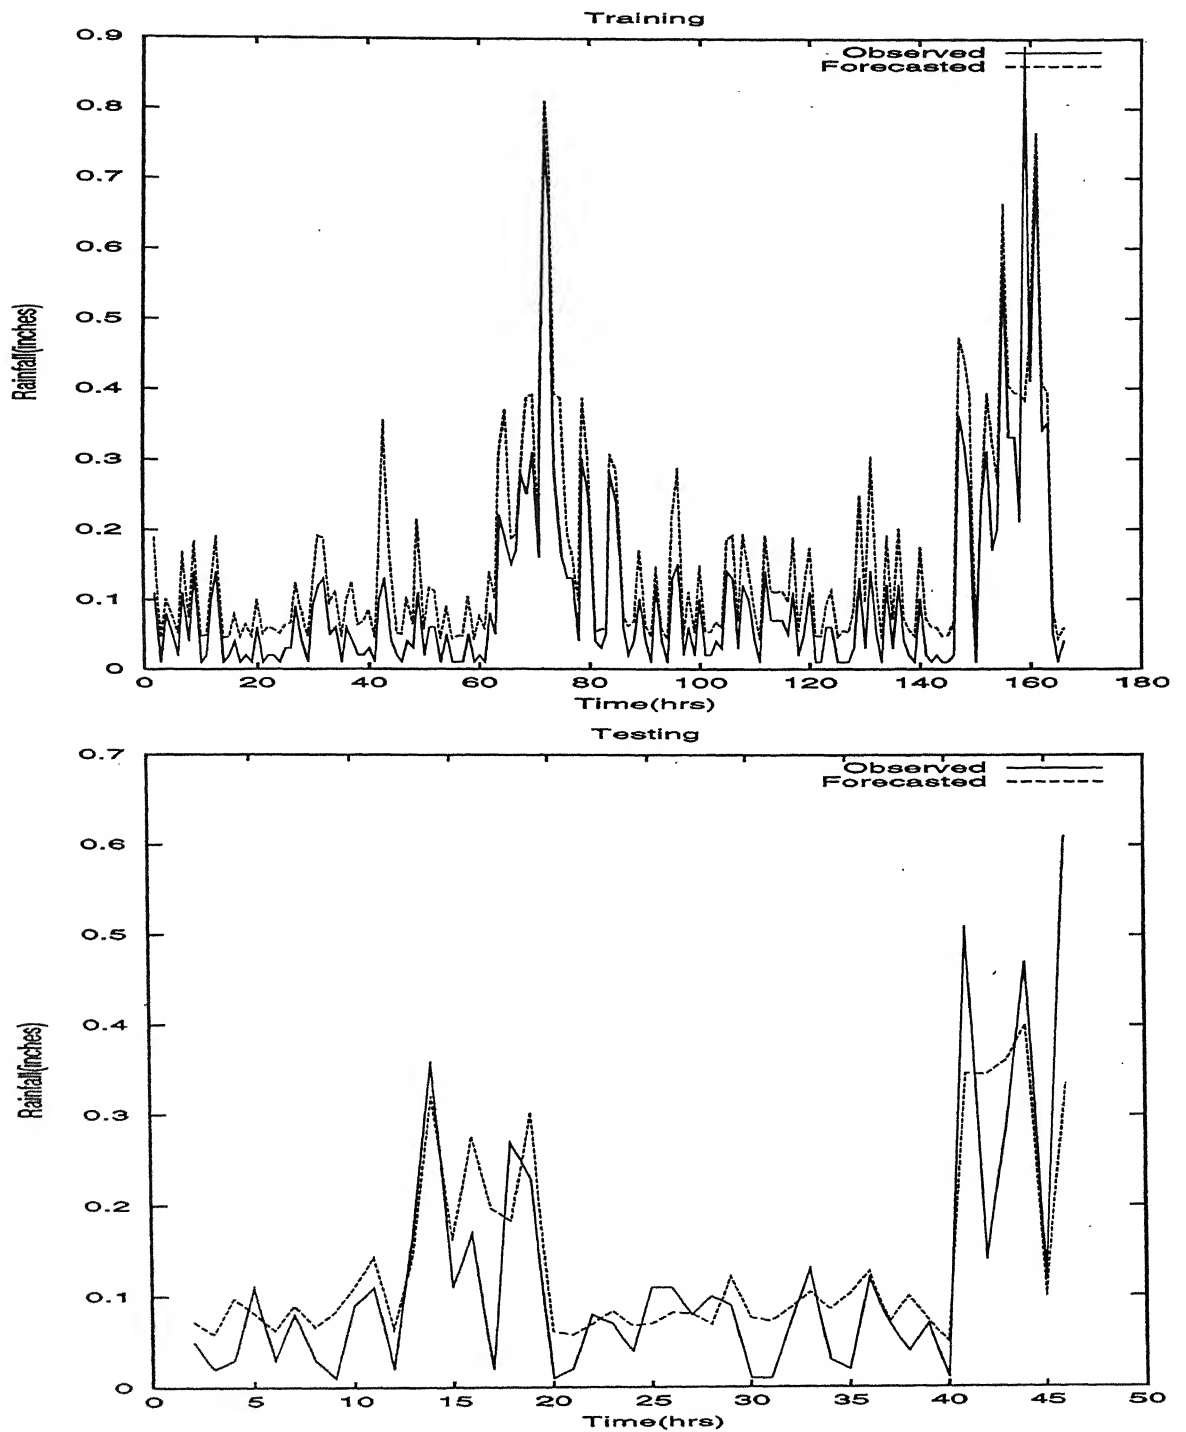 Training
0.9
Observed
Forecasted
0.8
0.7
0.6
0.5
0.4
0.3
0.2
0.1
0
Rainfall(inches)
0 20 40 60 80 100 120 140 160 180
Time(hrs)
Testing
0.7
Observed
Forecasted
0.6
0.5
0.4
0.3
0.2
0.1
0
Rainfall(inches)
0 5 10 15 20 25 30 35 40 45 50
Time(hrs)